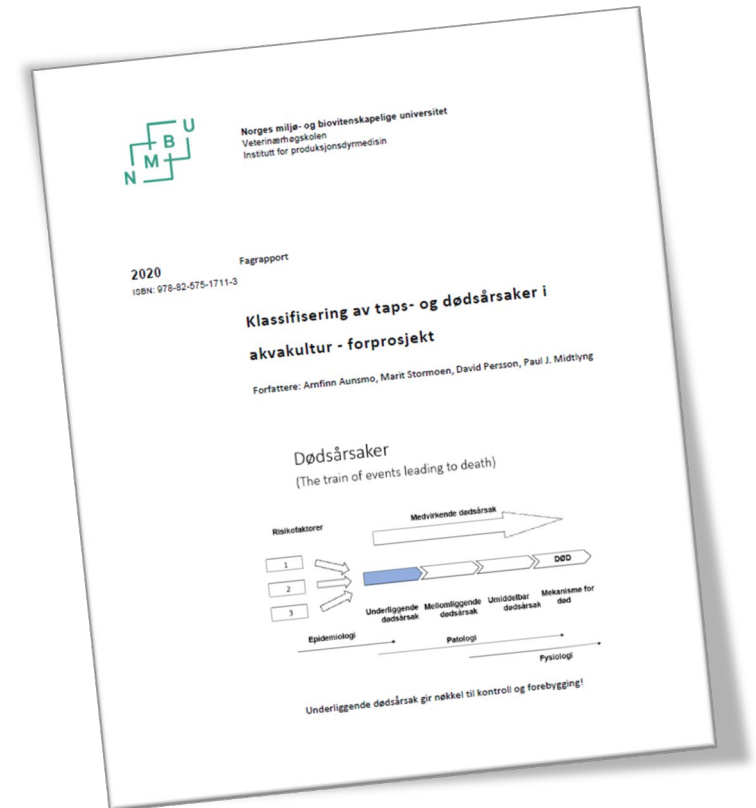 U
B
M
N
Norges miljø- og biovitenskapelige universitet
Veterinærhøgskolen
Institutt for produksjonsdyrmedisin
2020
Fagrapport
ISBN: 978-82-575-1711-3
Klassifisering av taps- og dødsårsaker i
akvakultur - forprosjekt
Forfattere: Arnfinn Aunsmo, Marit Stormoen, David Persson, Paul J. Midtlyng
Dødsårsaker
(The train of events leading to death)
Risikofaktorer
Medvirkende dødsårsak
1
2
3
DØD
Underliggende dødsårsak
Mellomliggende dødsårsak
Umiddelbar dødsårsak
Mekanisme for død
Epidemiologi
Patologi
Fysiologi
Underliggende dødsårsak gir nøkkel til kontroll og forebygging!